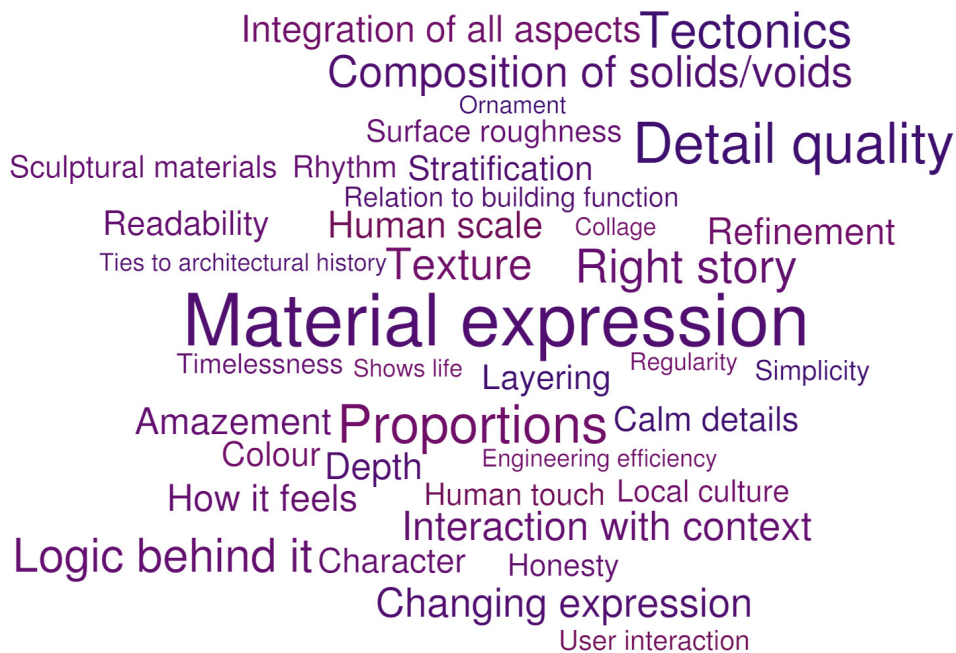 Integration of all aspects Tectonics
Composition of solids/voids
Ornament
Surface roughness Detail quality
Sculptural materials Rhythm Stratification
Relation to building function
Readability Human scale Collage Refinement
Ties to architectural history Texture Right story
Material expression
Timelessness Shows life Layering Regularity Simplicity
Amazement Proportions Calm details
Colour Depth Engineering efficiency
How it feels Human touch Local culture
Interaction with context
Logic behind it Character Honesty
Changing expression
User interaction